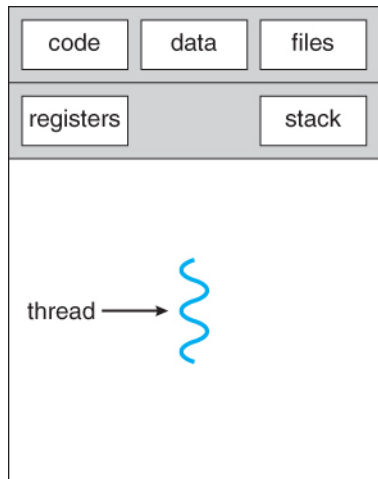 code data files
registers stack
thread